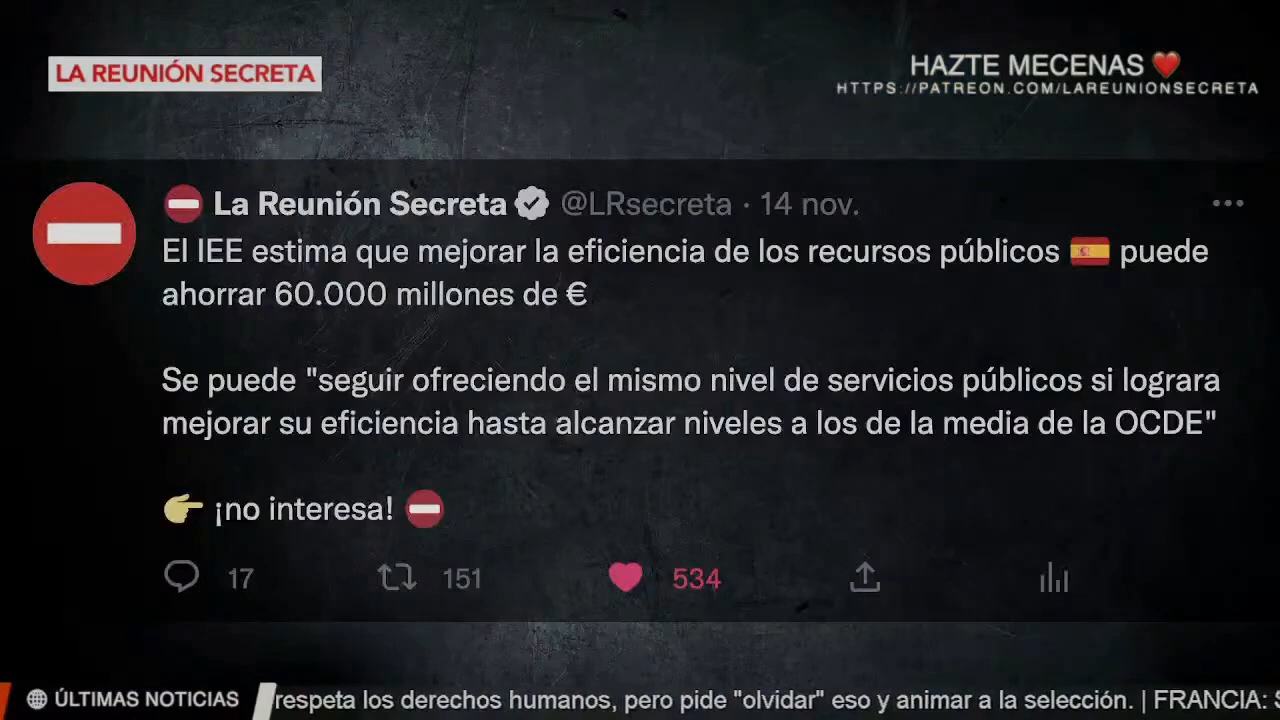 LA REUNIÓN SECRETA
HAZTE MECENAS ❤️
HTTPS://PATREON.COM/LAREUNIONSECRETA
⛔ La Reunión Secreta @LRsecreta · 14 nov.
El IEE estima que mejorar la eficiencia de los recursos públicos 🇪🇸 puede
ahorrar 60.000 millones de €
Se puede "seguir ofreciendo el mismo nivel de servicios públicos si lograra
mejorar su eficiencia hasta alcanzar niveles a los de la media de la OCDE"
👉 ¡no interesa! ⛔
17 151 534
ÚLTIMAS NOTICIAS
respeta los derechos humanos, pero pide "olvidar" eso y animar a la selección. | FRANCIA: